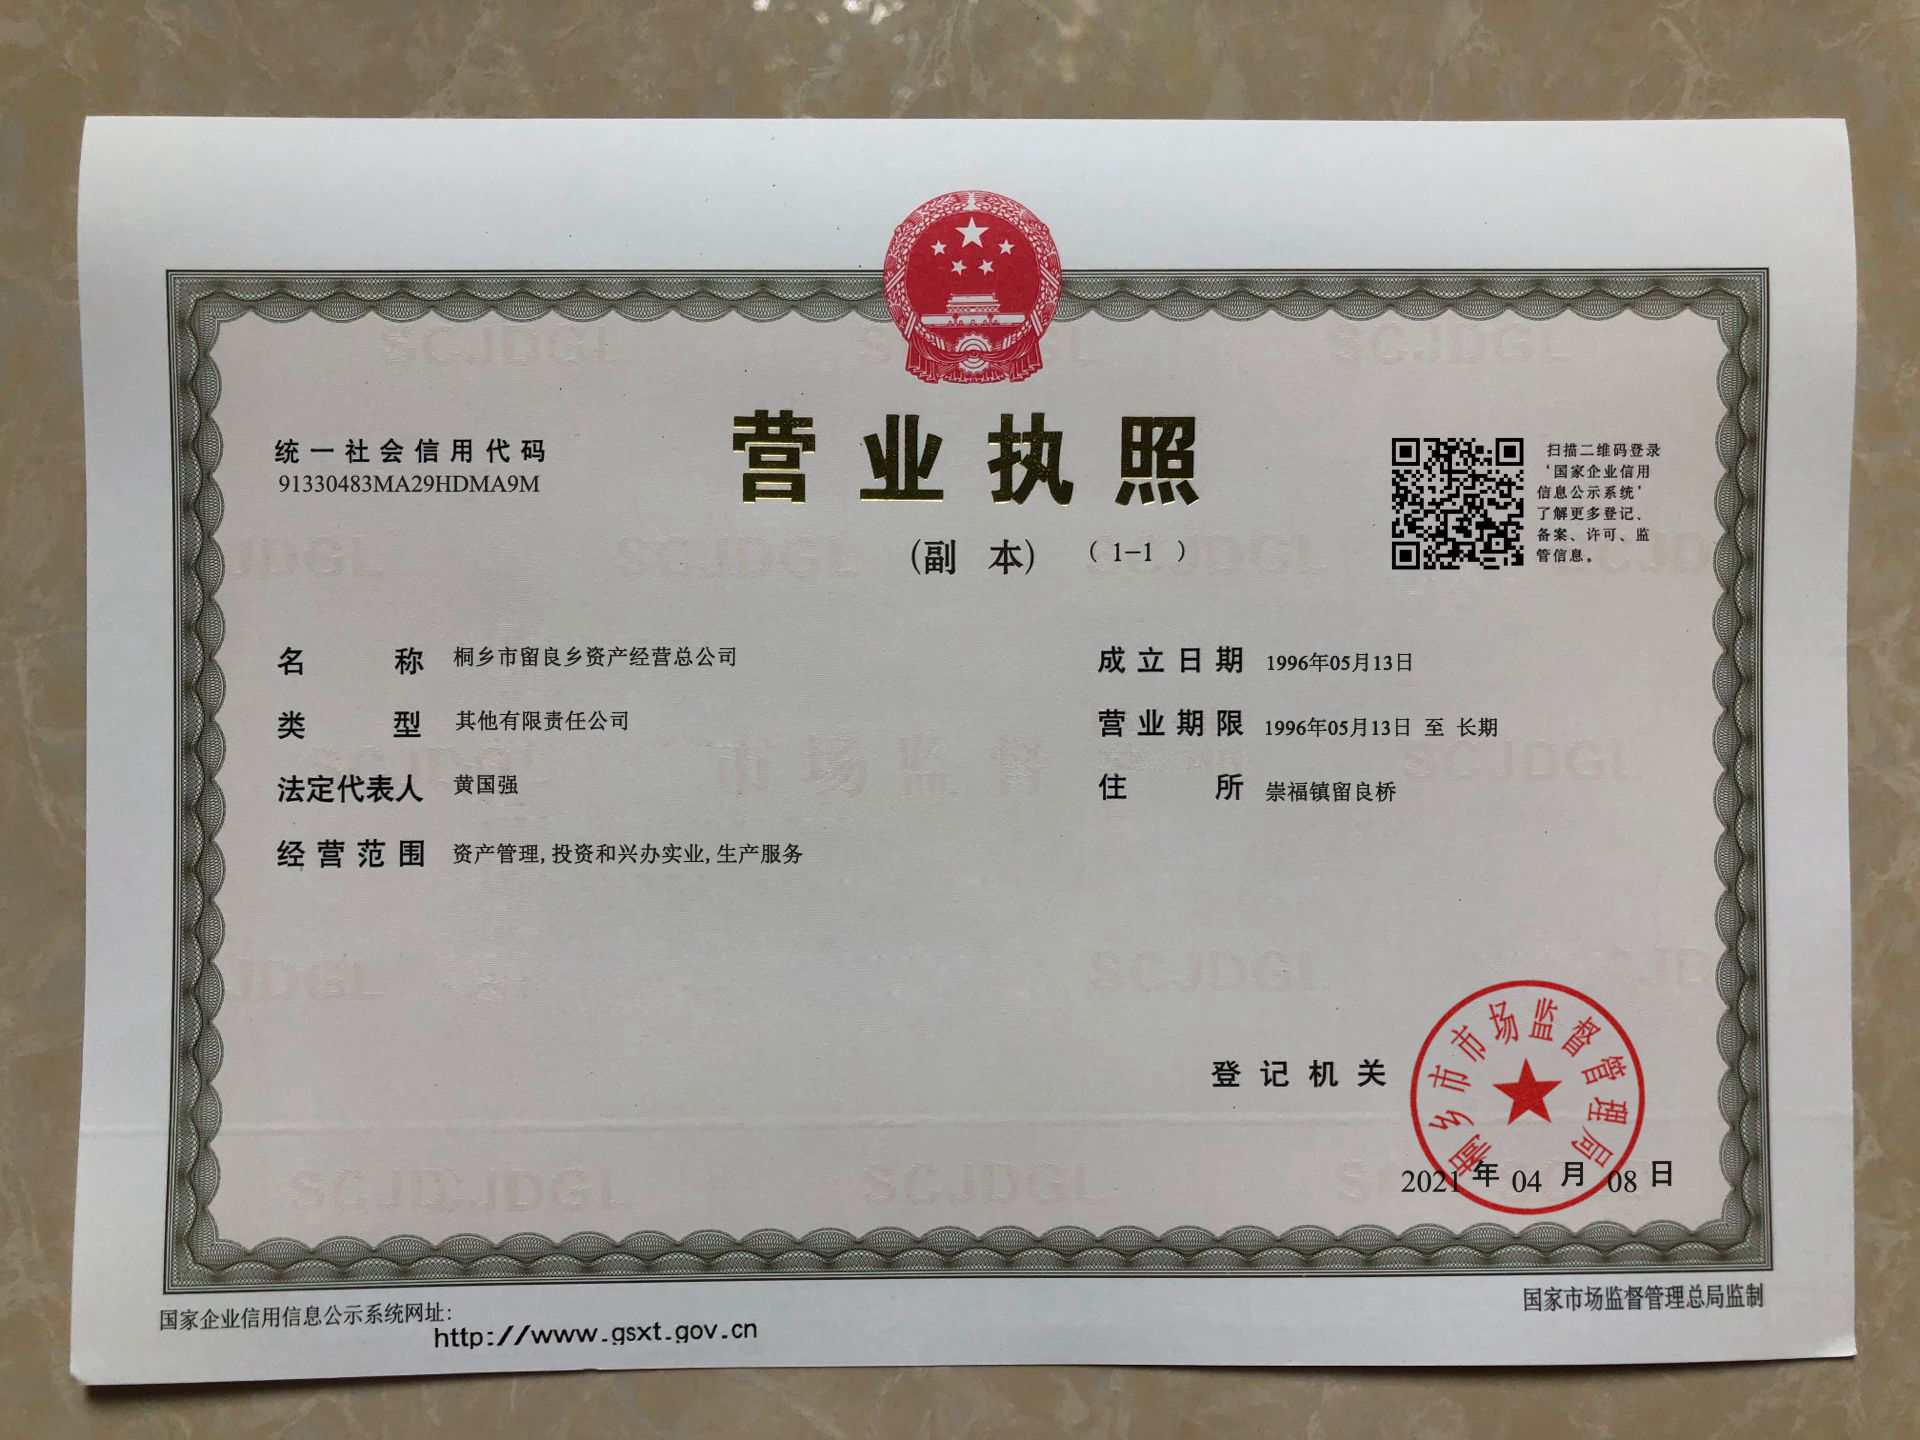 统一社会信用代码
91330483MA29HDMA9M
营业执照
(副 本) （1-1）
扫描二维码登录
‘国家企业信用
信息公示系统’
了解更多登记、
备案、许可、监
管信息。
名称 桐乡市留良乡资产经营总公司
类型 其他有限责任公司
法定代表人 黄国强
经营范围 资产管理,投资和兴办实业,生产服务
成立日期 1996年05月13日
营业期限 1996年05月13日 至 长期
住所 崇福镇留良桥
登记机关
桐乡市市场监督管理局
2021 年 04 月 08 日
国家企业信用信息公示系统网址:
http://www.gsxt.gov.cn
国家市场监督管理总局监制
SCJDGL
市场监督